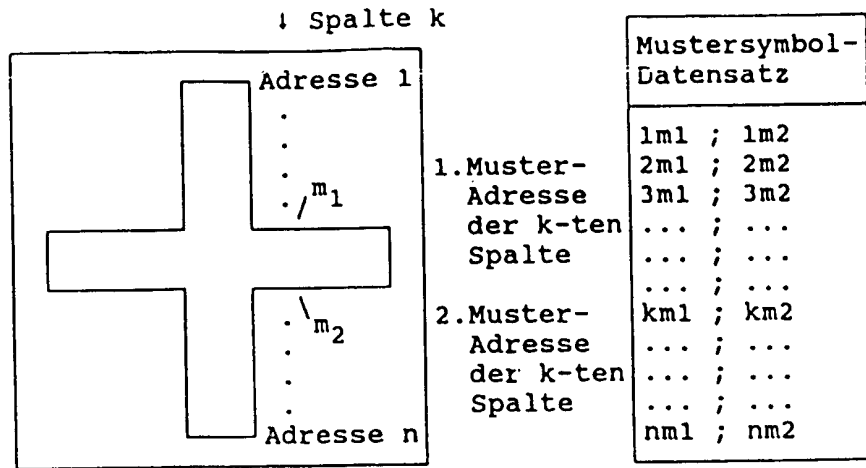 ↓ Spalte k
Adresse 1
.
.
.
.
m1
m2
.
.
.
.
Adresse n
1.Muster-
Adresse
der k-ten
Spalte
2.Muster-
Adresse
der k-ten
Spalte
Mustersymbol-
Datensatz
1m1 ; 1m2
2m1 ; 2m2
3m1 ; 3m2
... ; ...
... ; ...
... ; ...
km1 ; km2
... ; ...
... ; ...
... ; ...
nm1 ; nm2